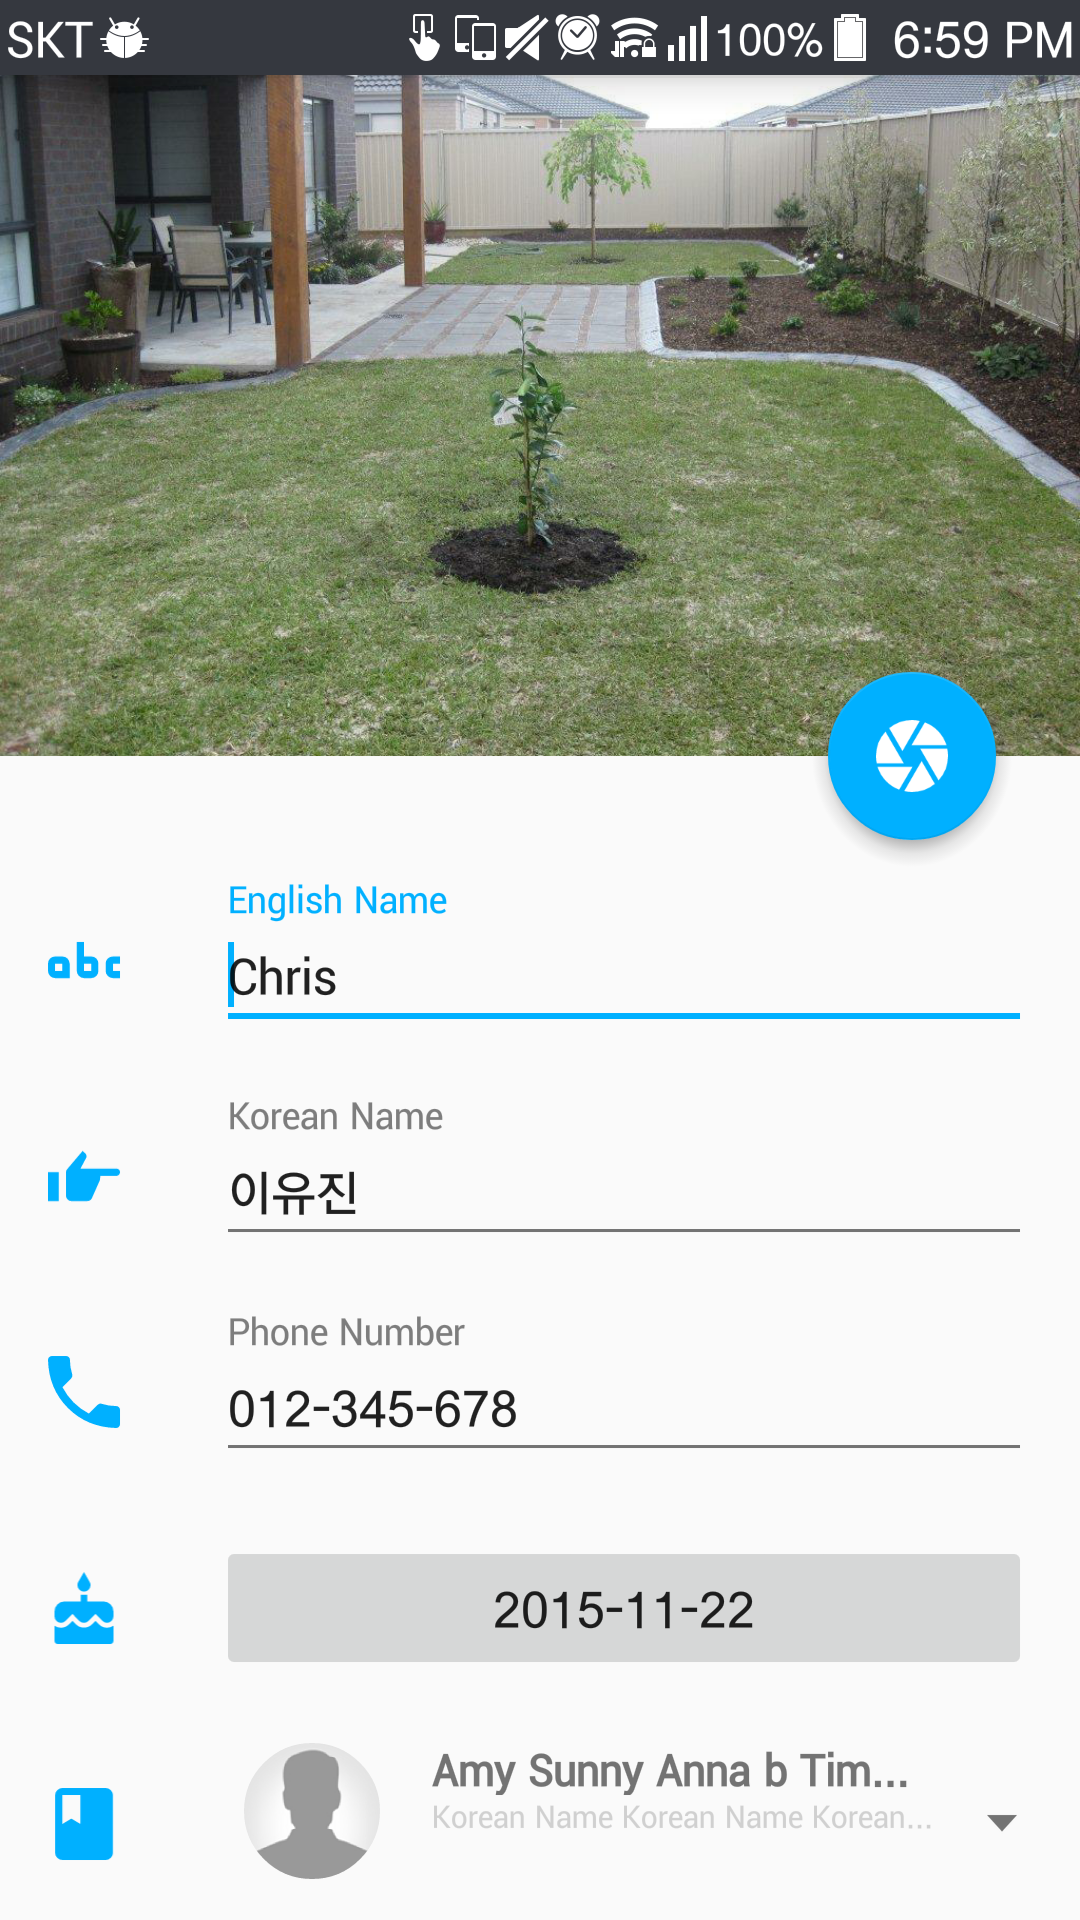 SKT 100% 6:59 PM
English Name
abc
Chris
Korean Name
이유진
Phone Number
012-345-678
2015-11-22
Amy Sunny Anna b Tim...
Korean Name Korean Name Korean...